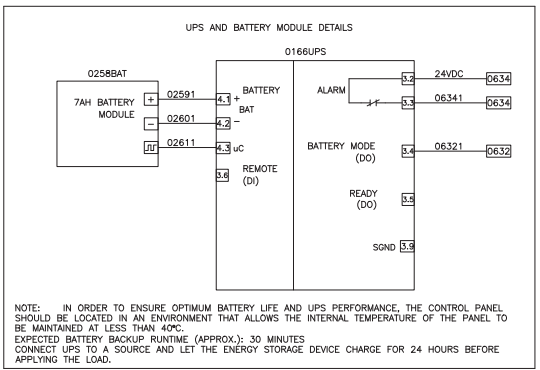 UPS AND BATTERY MODULE DETAILS
0166UPS
0258BAT
7AH BATTERY
MODULE
+
−
02591
02601
02611
4.1 + BATTERY
BAT
4.2 −
4.3 uC
3.6 REMOTE
(DI)
ALARM
3.2 24VDC 0634
3.3 06341 0634
BATTERY MODE
(DO)
3.4 06321 0632
READY
(DO)
3.5
SGND 3.9
NOTE: IN ORDER TO ENSURE OPTIMUM BATTERY LIFE AND UPS PERFORMANCE, THE CONTROL PANEL
SHOULD BE LOCATED IN AN ENVIRONMENT THAT ALLOWS THE INTERNAL TEMPERATURE OF THE PANEL TO
BE MAINTAINED AT LESS THAN 40°C.
EXPECTED BATTERY BACKUP RUNTIME (APPROX.): 30 MINUTES
CONNECT UPS TO A SOURCE AND LET THE ENERGY STORAGE DEVICE CHARGE FOR 24 HOURS BEFORE
APPLYING THE LOAD.